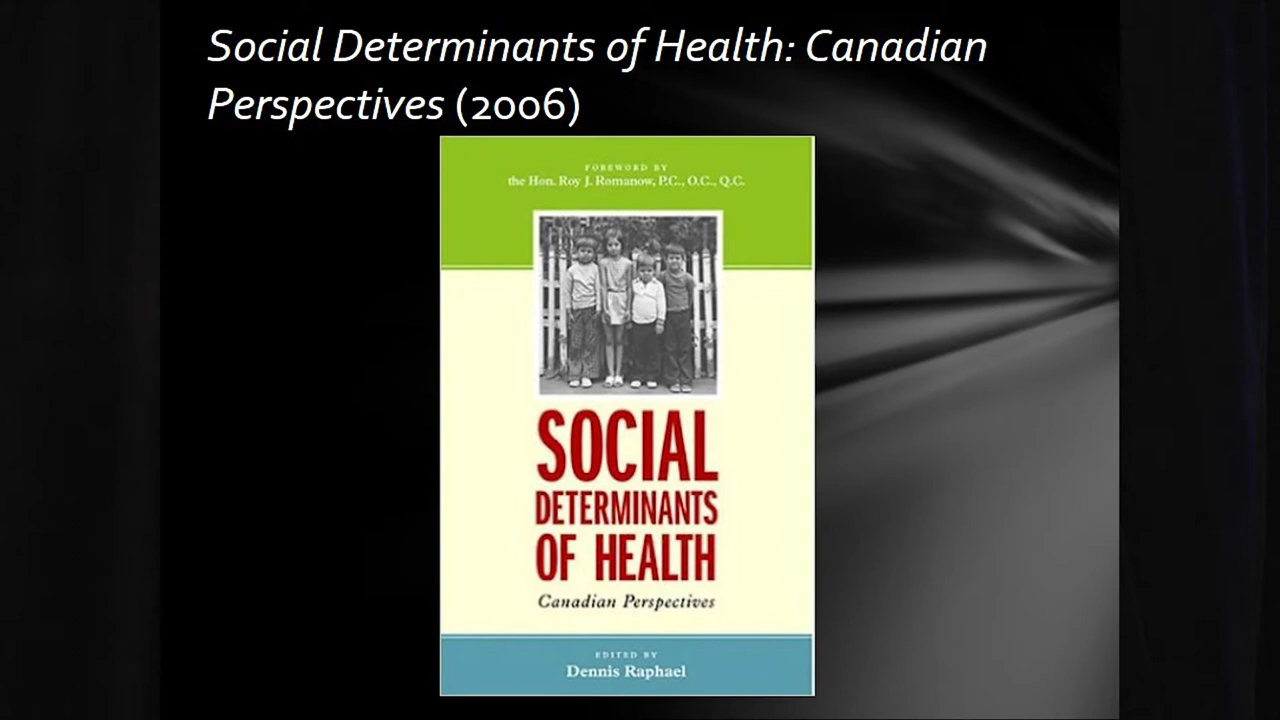 Social Determinants of Health: Canadian
Perspectives (2006)
FOREWORD BY
the Hon. Roy J. Romanow, P.C., O.C., Q.C.
SOCIAL
DETERMINANTS
OF HEALTH
Canadian Perspectives
EDITED BY
Dennis Raphael